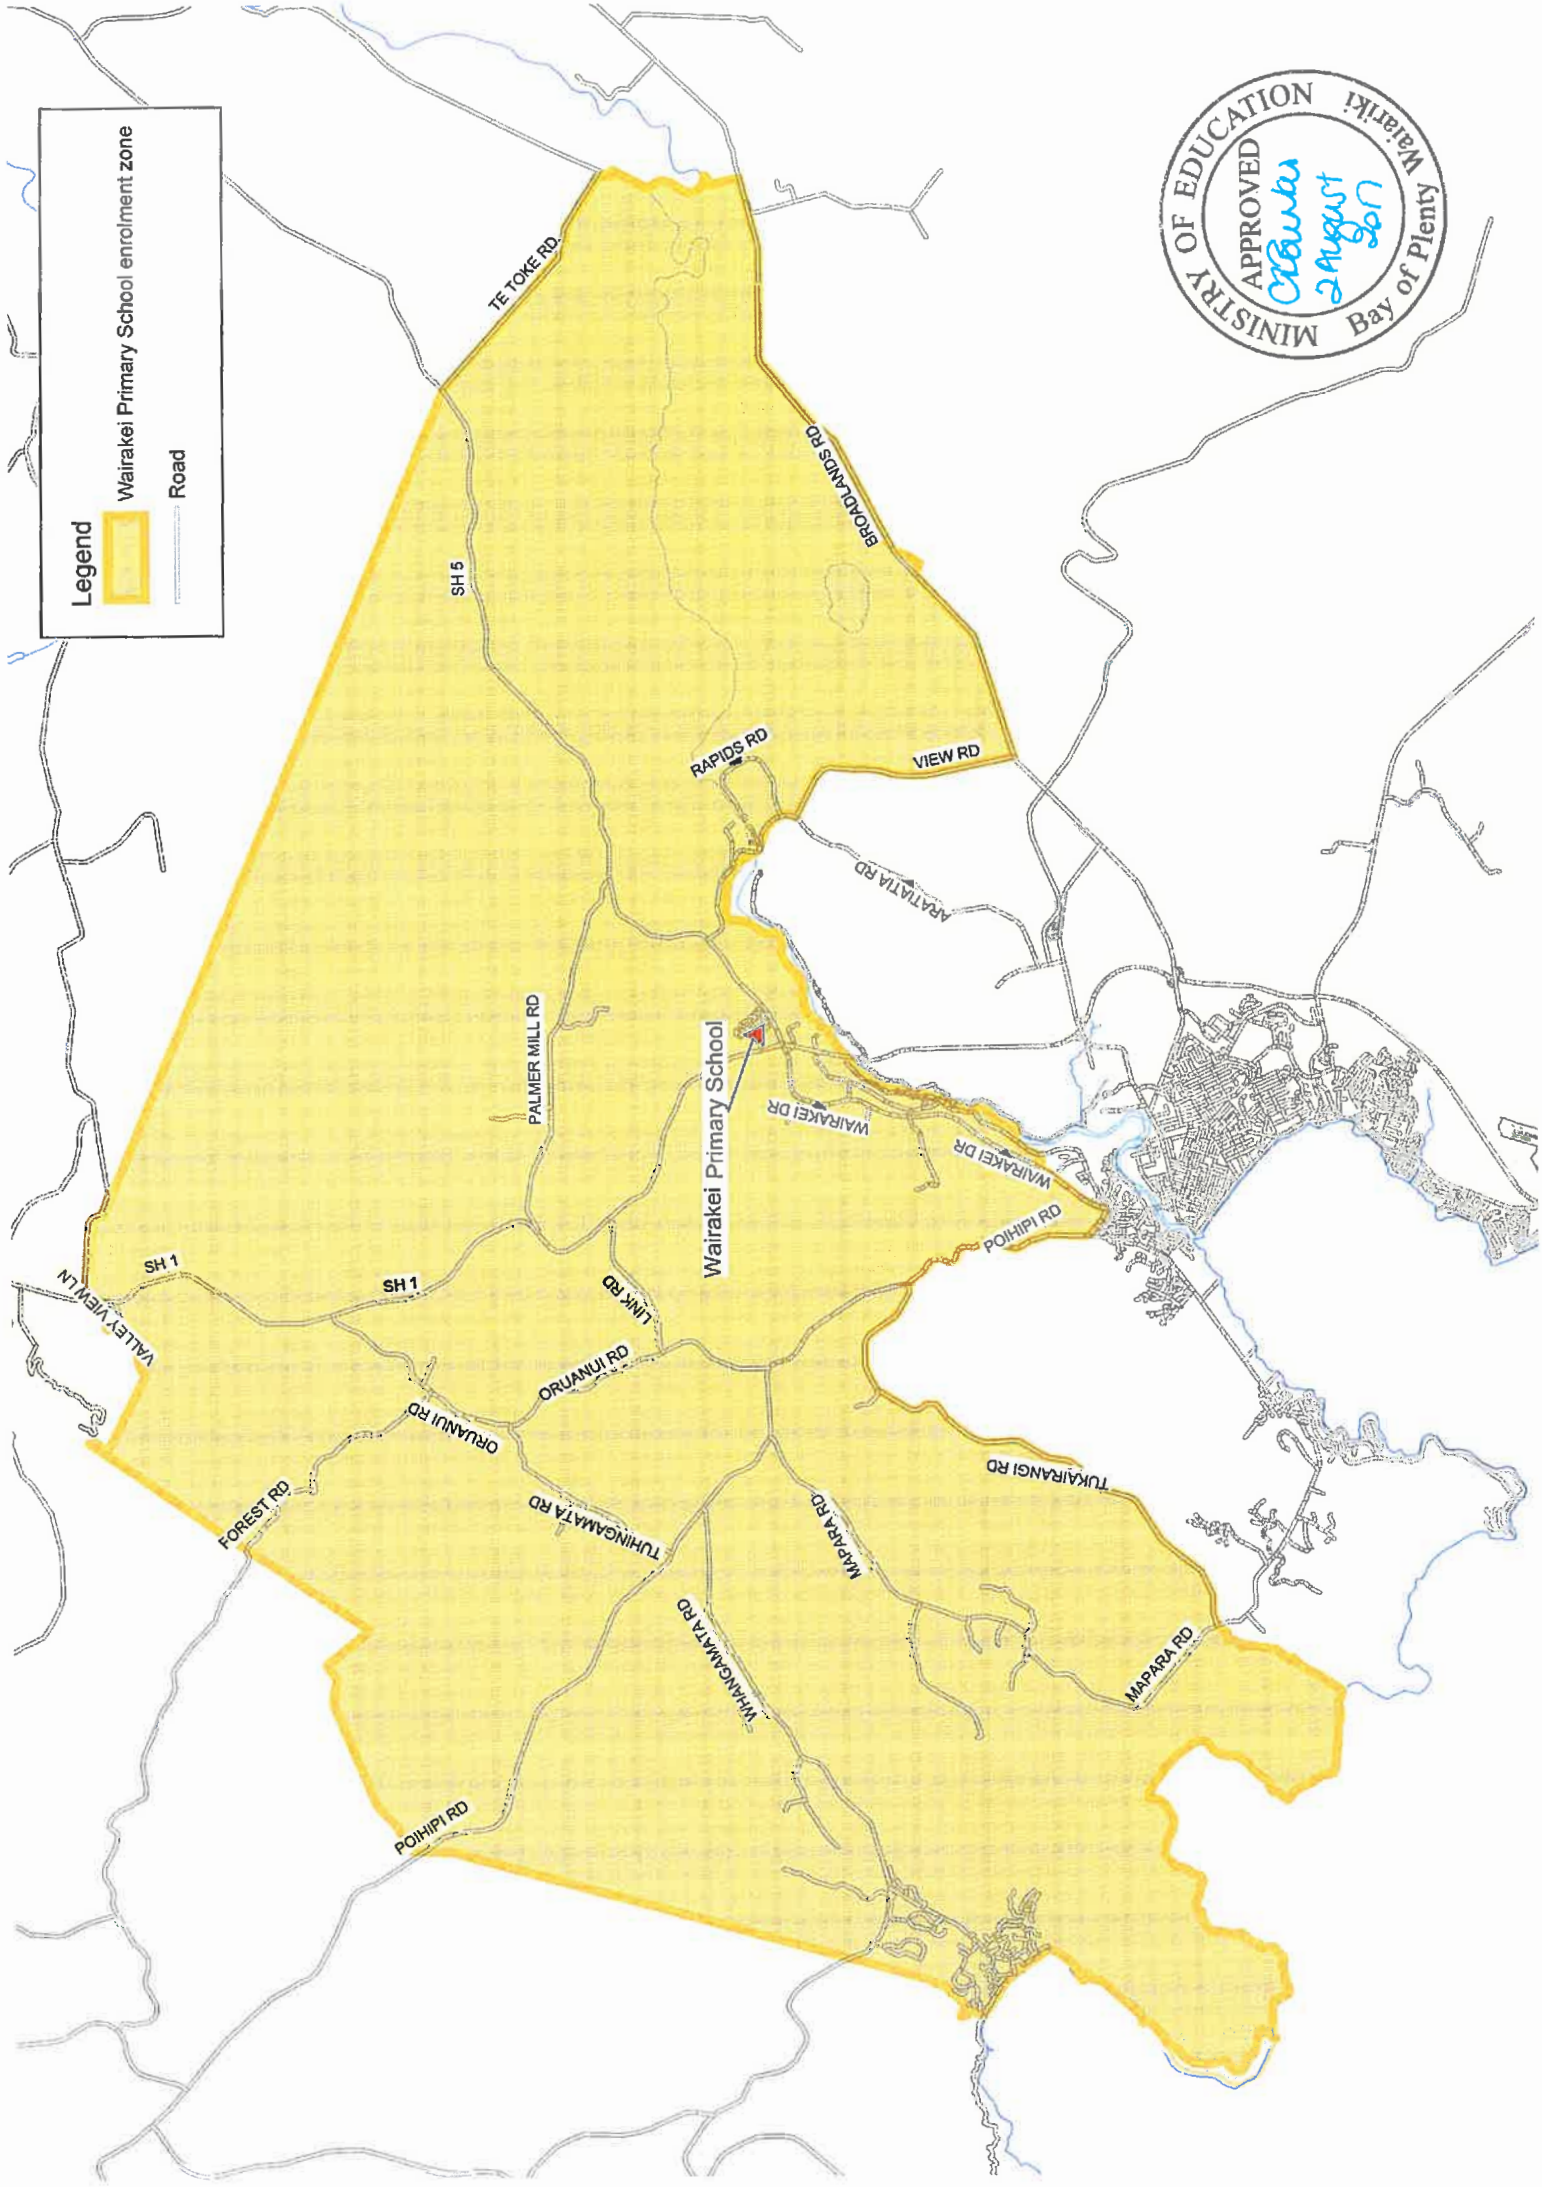 Legend
Wairakei Primary School enrolment zone
Road
TE TOKE RD
SH 5
BROADLANDS RD
RAPIDS RD
VIEW RD
ARATIATIA RD
PALMER MILL RD
Wairakei Primary School
WAIRAKEI DR
WAIRAKEI DR
POIHIPI RD
VALLEY VIEW LN
SH 1
SH 1
LINK RD
ORUANUI RD
ORUANUI RD
FOREST RD
TUHINGAMATA RD
TUKAIRANGI RD
MAPARA RD
WHANGAMATA RD
MAPARA RD
POIHIPI RD
MINISTRY OF EDUCATION
APPROVED
2 August
2017
Bay of Plenty Waiariki